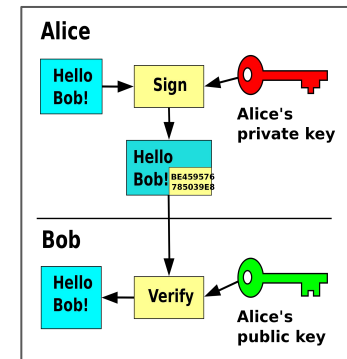 Alice
Hello
Bob!
Sign
Alice's
private key
Hello
Bob!
BE459576
785039E8
Bob
Hello
Bob!
Verify
Alice's
public key